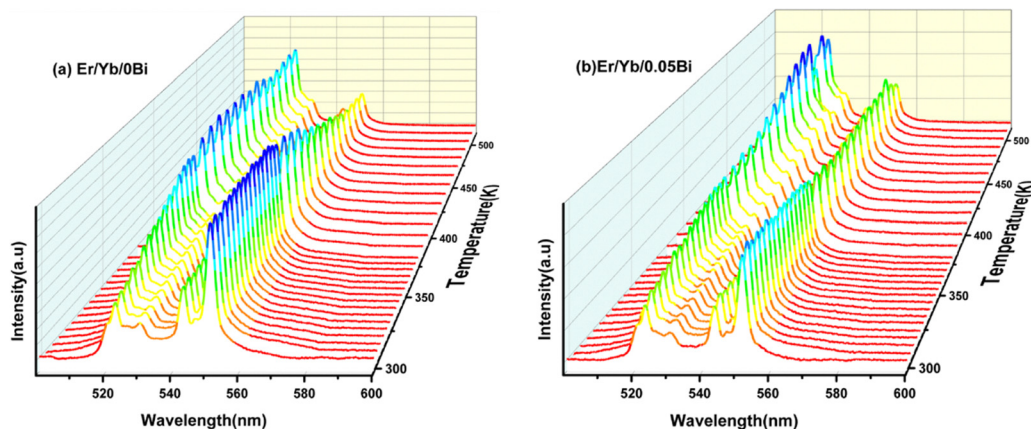 (a) Er/Yb/0Bi
Intensity(a.u)
520 540 560 580 600
Wavelength(nm)
300
350
400
450
500
Temperature(K)
(b)Er/Yb/0.05Bi
Intensity(a.u)
520 540 560 580 600
Wavelength(nm)
300
350
400
450
500
Temperature(K)